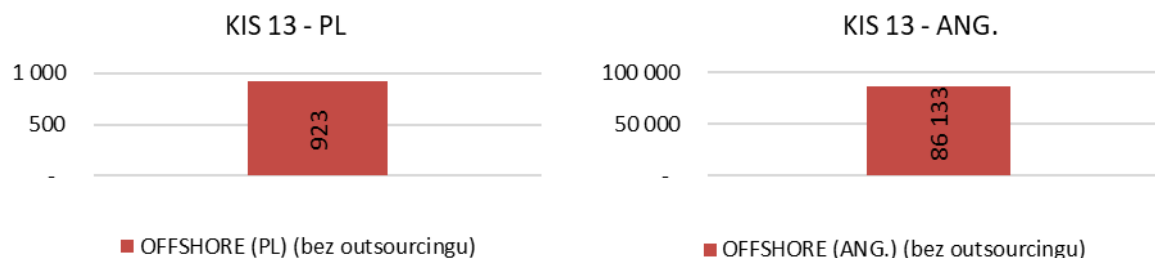 KIS 13 - PL
1 000
500
-
923
OFFSHORE (PL) (bez outsourcingu)
KIS 13 - ANG.
100 000
50 000
-
86 133
OFFSHORE (ANG.) (bez outsourcingu)